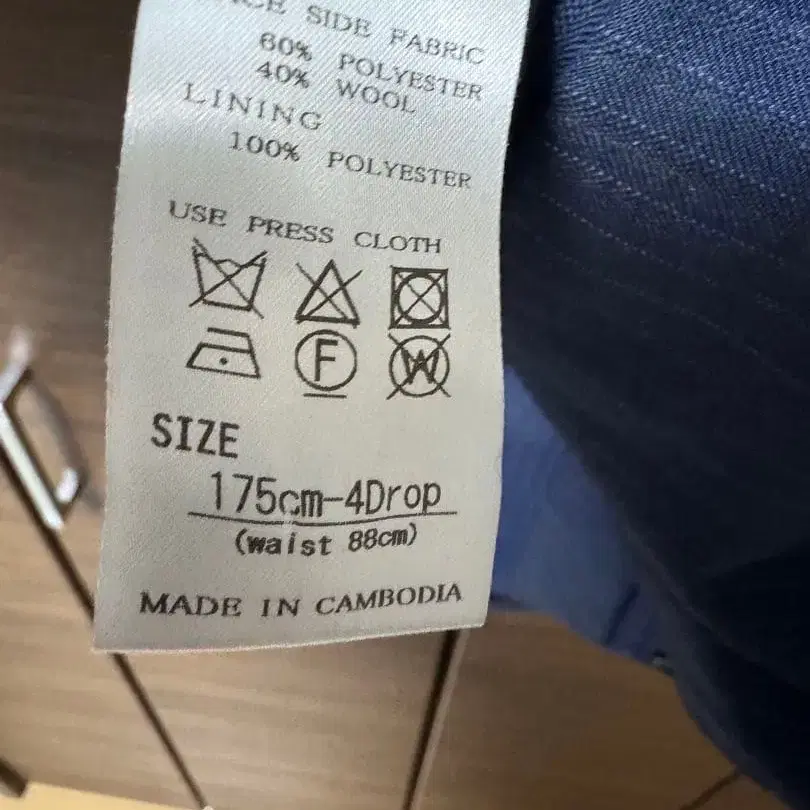 SIDE FABRIC
60% POLYESTER
40% WOOL
LINING
100% POLYESTER
USE PRESS CLOTH
F W
SIZE
175cm-4Drop
(waist 88cm)
MADE IN CAMBODIA